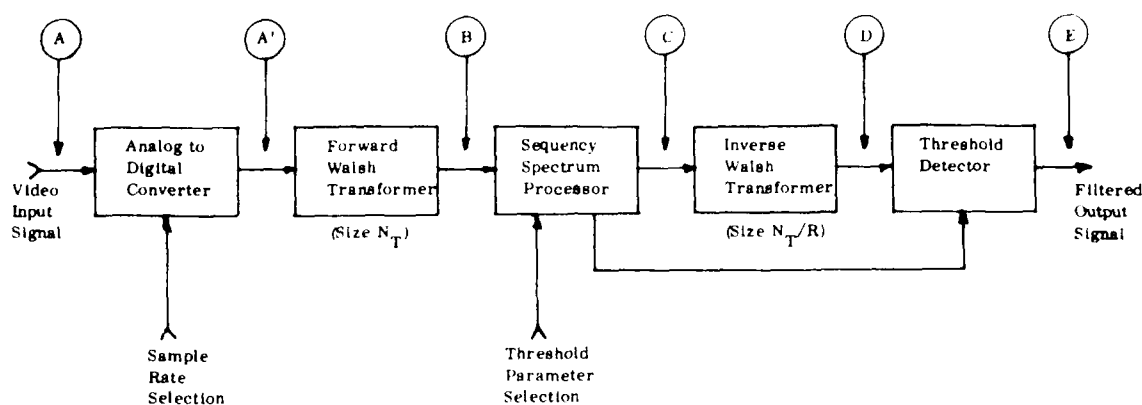 A
A'
B
C
D
E
Analog to
Digital
Converter
Forward
Walsh
Transformer
Sequency
Spectrum
Processor
Inverse
Walsh
Transformer
Threshold
Detector
Video
Input
Signal
(Size N_T)
(Size N_T/R)
Filtered
Output
Signal
Sample
Rate
Selection
Threshold
Parameter
Selection